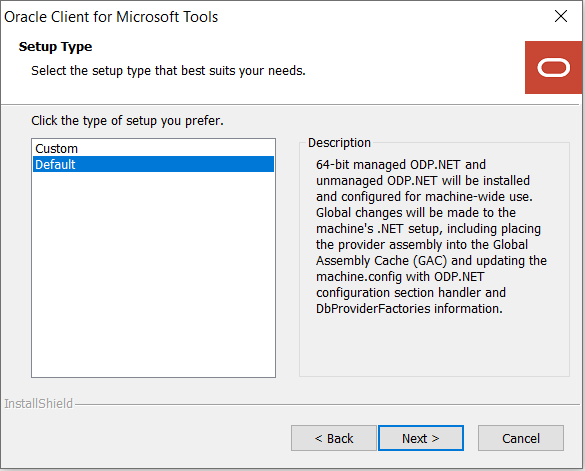 Oracle Client for Microsoft Tools
Setup Type
Select the setup type that best suits your needs.
Click the type of setup you prefer.
Custom
Default
Description
64-bit managed ODP.NET and
unmanaged ODP.NET will be installed
and configured for machine-wide use.
Global changes will be made to the
machine's .NET setup, including placing
the provider assembly into the Global
Assembly Cache (GAC) and updating the
machine.config with ODP.NET
configuration section handler and
DbProviderFactories information.
InstallShield
< Back
Next >
Cancel